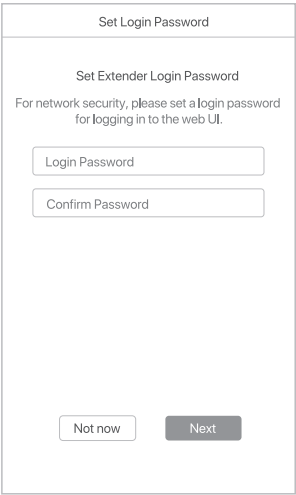 Set Login Password
Set Extender Login Password
For network security, please set a login password
for logging in to the web UI.
Login Password
Confirm Password
Not now
Next